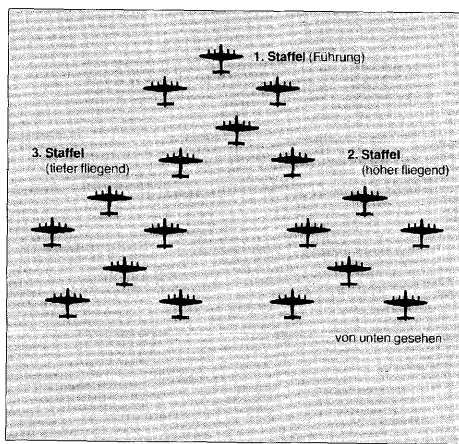 1. Staffel (Führung)
3. Staffel
(tiefer fliegend)
2. Staffel
(höher fliegend)
von unten gesehen